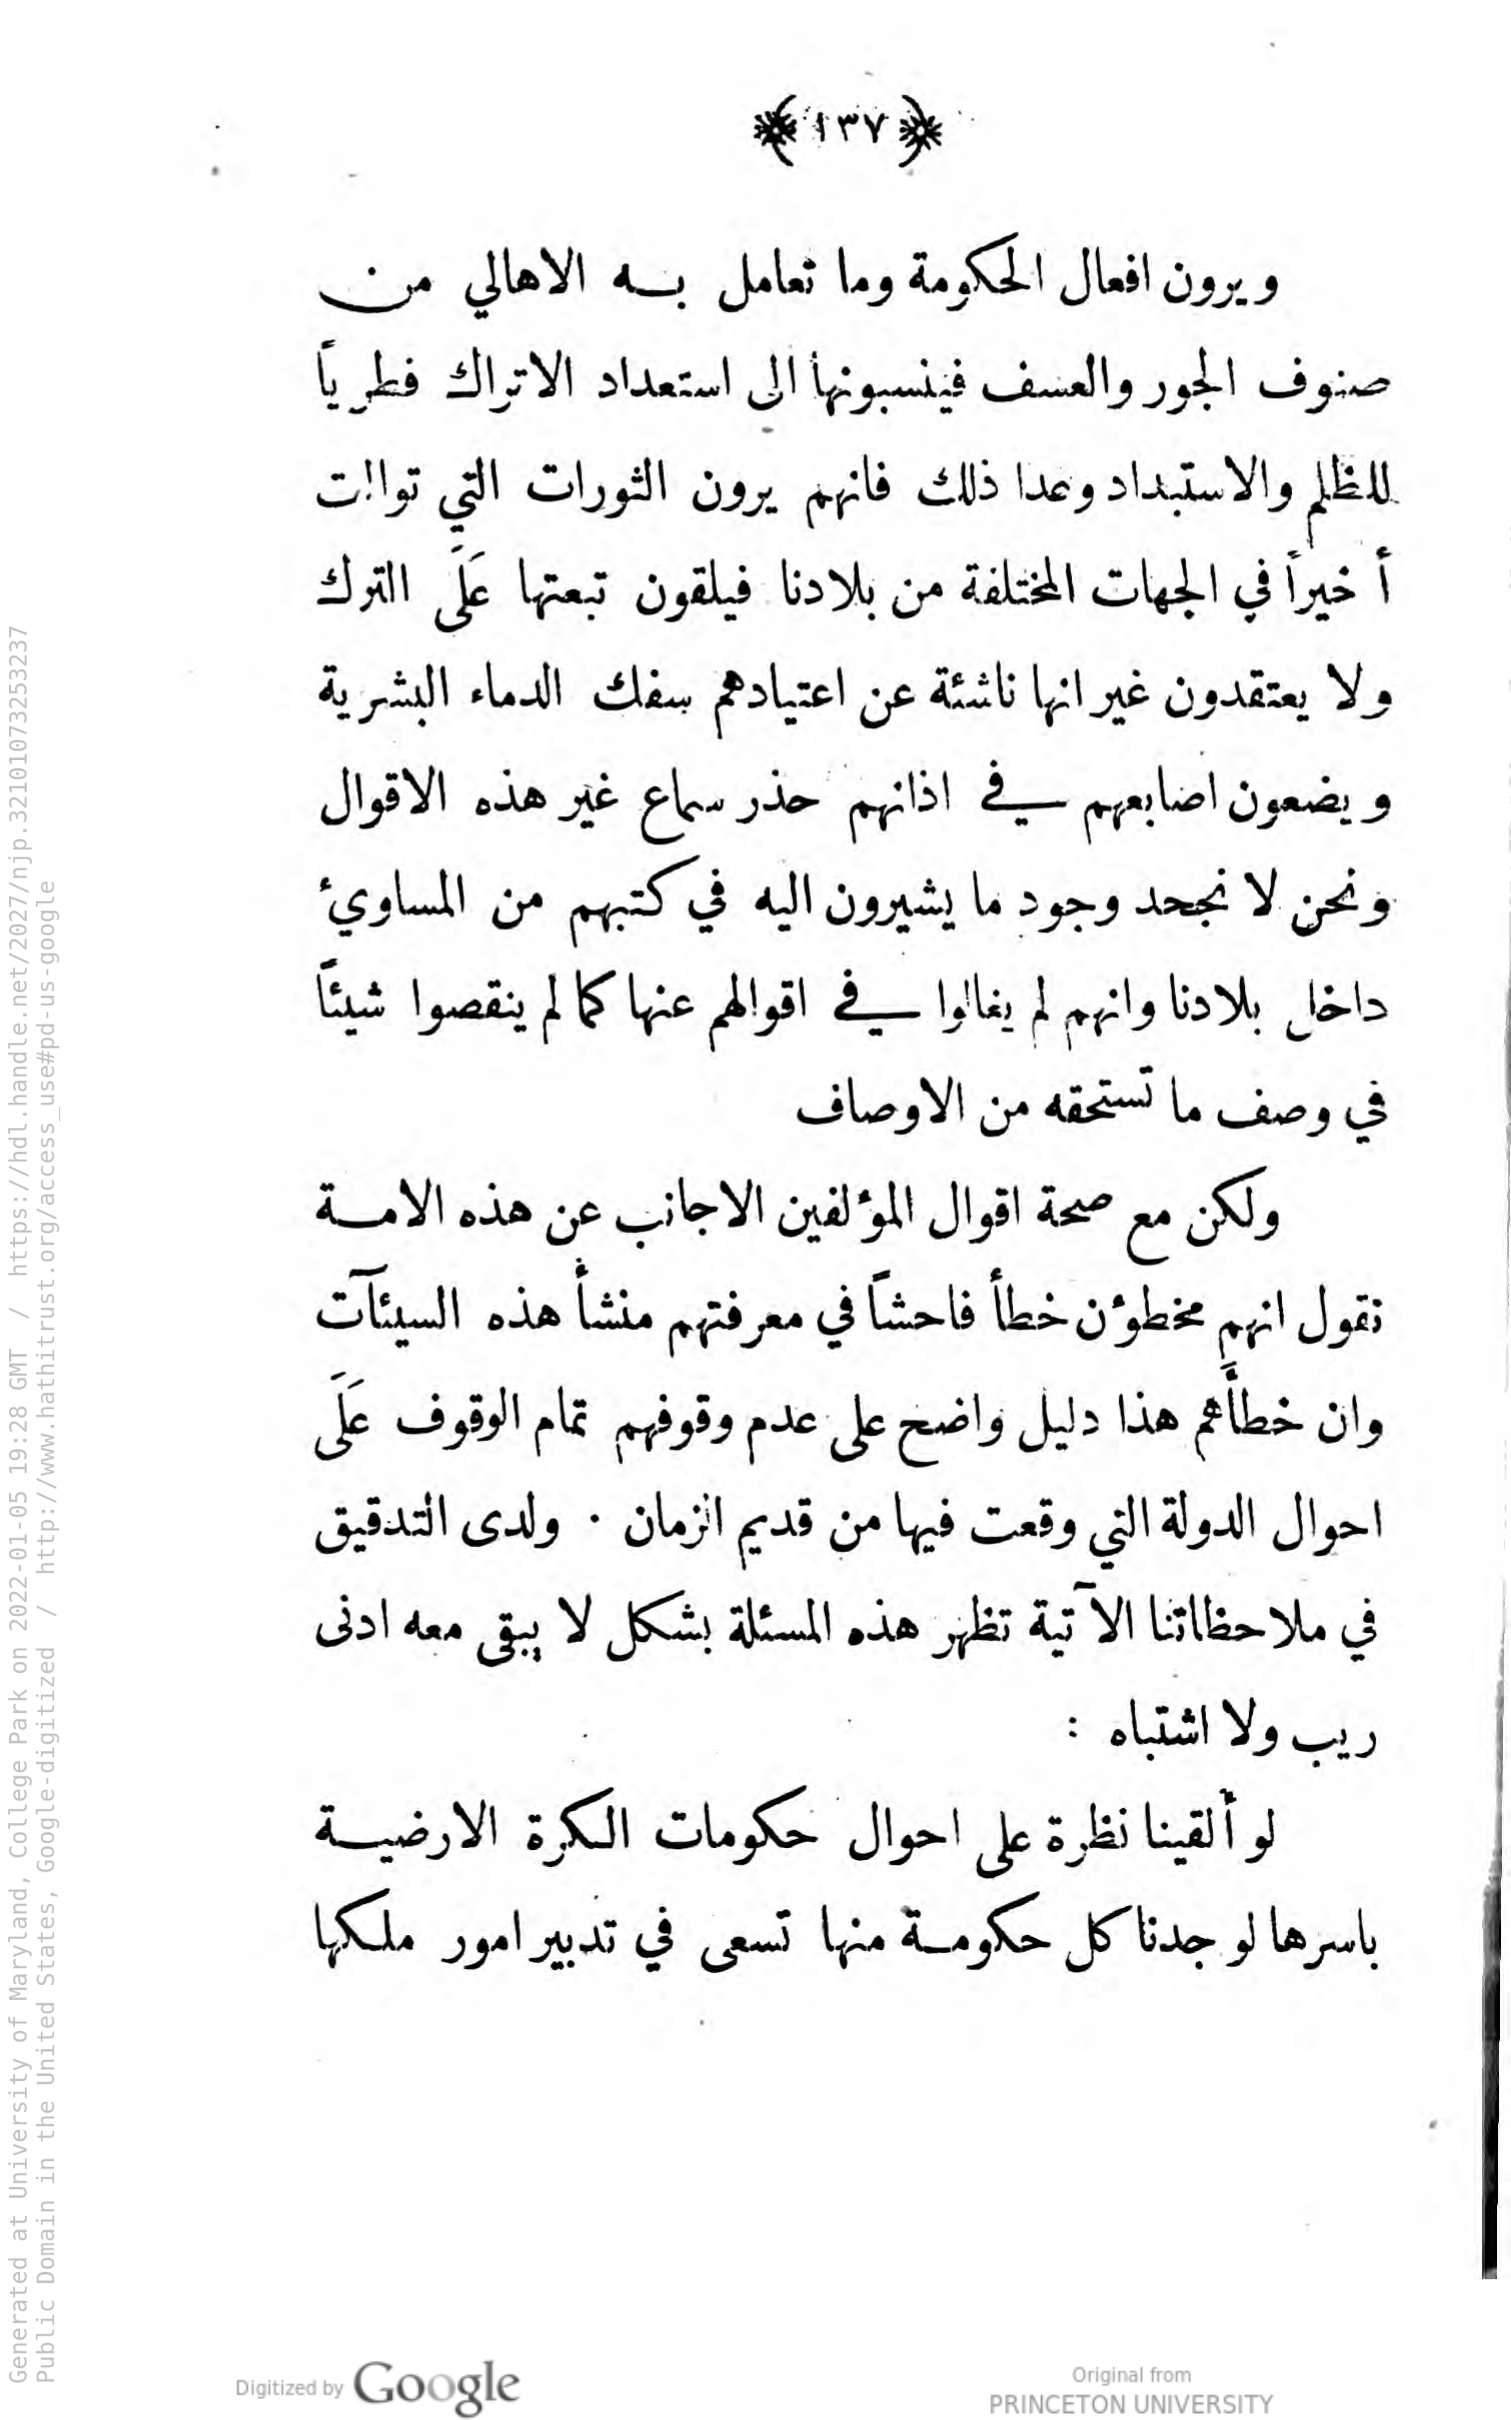 ﴿ ١٣٧ ﴾
ويرون افعال الحكومة وما تعامل به الاهالي من
صنوف الجور والعسف فينسبونها الى استعداد الاتراك فطرياً
للظلم والاستبداد وعدا ذلك فانهم يرون الثورات التي توالت
أخيراً في الجهات المختلفة من بلادنا فيلقون تبعتها عَلَى الترك
ولا يعتقدون غير انها ناشئة عن اعتيادهم سفك الدماء البشرية
ويضعون اصابعهم في اذانهم حذر سماع غير هذه الاقوال
ونحن لا نجحد وجود ما يشيرون اليه في كتبهم من المساوئ
داخل بلادنا وانهم لم يغالوا في اقوالهم عنها كما لم ينقصوا شيئاً
في وصف ما تستحقه من الاوصاف
ولكن مع صحة اقوال المؤلفين الاجانب عن هذه الامة
نقول انهم مخطؤن خطأ فاحشاً في معرفتهم منشأ هذه السيئآت
وان خطأَهم هذا دليل واضح على عدم وقوفهم تمام الوقوف عَلَى
احوال الدولة التي وقعت فيها من قديم الزمان . ولدى التدقيق
في ملاحظاتنا الآتية تظهر هذه المسئلة بشكل لا يبقى معه ادنى
ريب ولا اشتباه :
لو ألقينا نظرة على احوال حكومات الكرة الارضية
باسرها لوجدنا كل حكومة منها تسعى في تدبير امور ملكها
Digitized by Google
Original from
PRINCETON UNIVERSITY
Generated at University of Maryland, College Park on 2022-01-05 19:28 GMT / https://hdl.handle.net/2027/njp.32101073253237
Public Domain in the United States, Google-digitized / http://www.hathitrust.org/access_use#pd-us-google